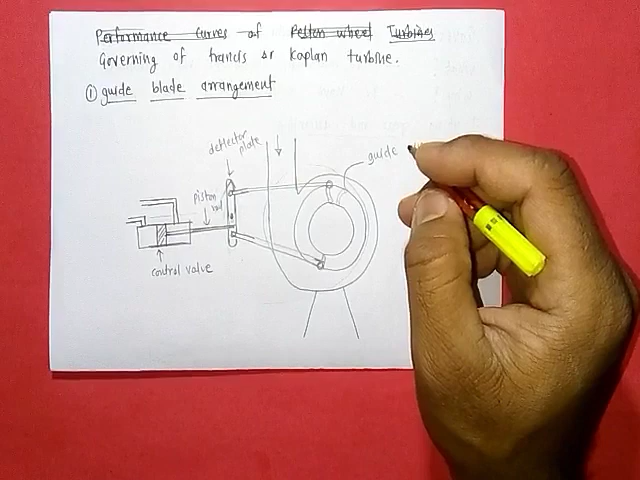 Performance curves of Pelton wheel Turbines
Governing of francis or Kaplan turbine.
① guide blade arrangement
deflector plate
guide
piston rod
control valve